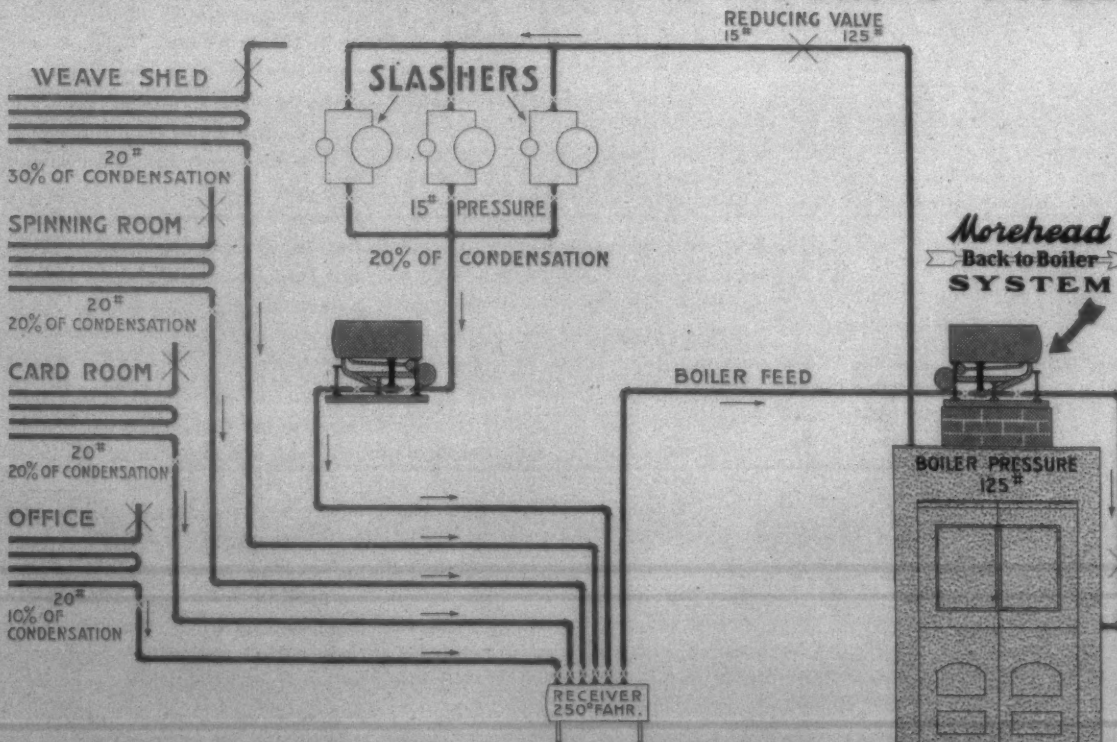 REDUCING VALVE
15# 125#
WEAVE SHED
20#
30% OF CONDENSATION
SLASHERS
15# PRESSURE
20% OF CONDENSATION
SPINNING ROOM
20#
20% OF CONDENSATION
Morehead
Back to Boiler
SYSTEM
CARD ROOM
20#
20% OF CONDENSATION
BOILER FEED
BOILER PRESSURE
125#
OFFICE
20#
10% OF
CONDENSATION
RECEIVER
250° FAHR.